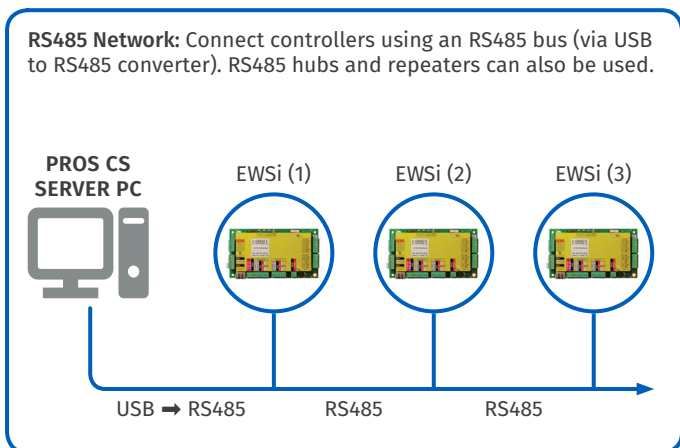 RS485 Network: Connect controllers using an RS485 bus (via USB
to RS485 converter). RS485 hubs and repeaters can also be used.
PROS CS
SERVER PC
EWSi (1)
EWSi (2)
EWSi (3)
USB ➡ RS485
RS485
RS485